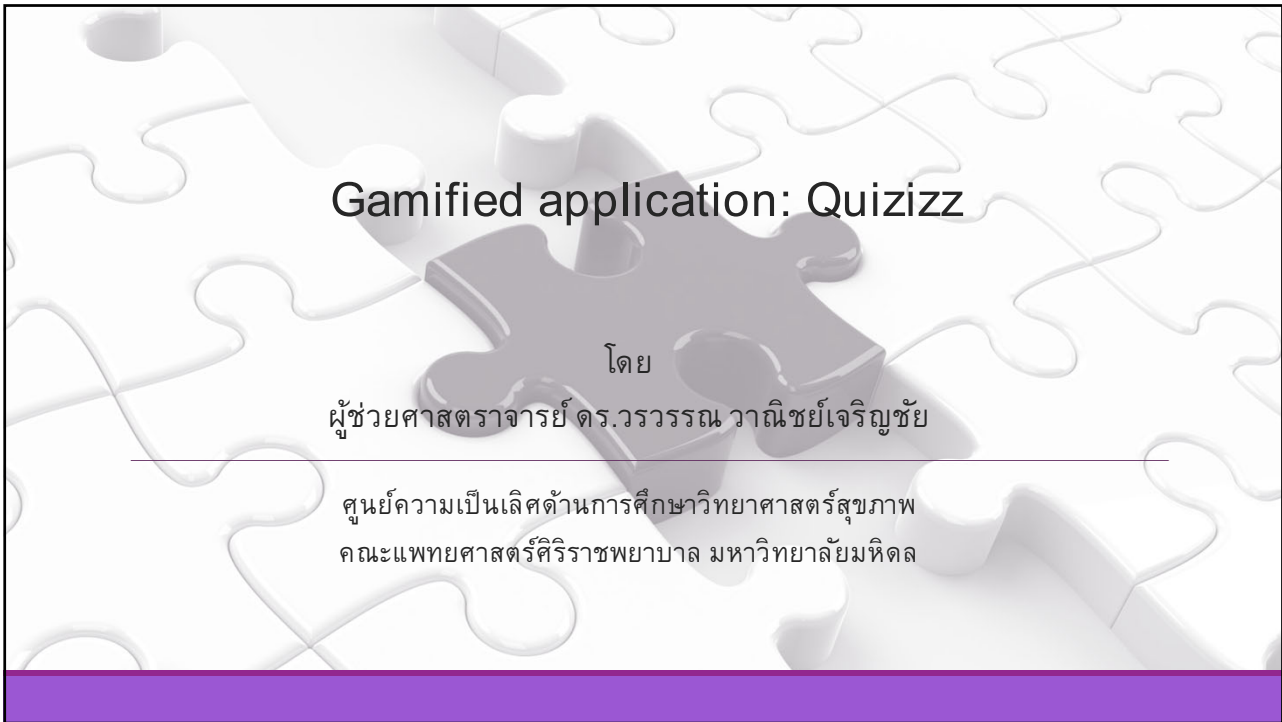 Gamified application: Quizizz
โดย
ผู้ช่วยศาสตราจารย์ ดร.วรวรรณ วาณิชย์เจริญชัย
ศูนย์ความเป็นเลิศด้านการศึกษาวิทยาศาสตร์สุขภาพ
คณะแพทยศาสตร์ศิริราชพยาบาล มหาวิทยาลัยมหิดล